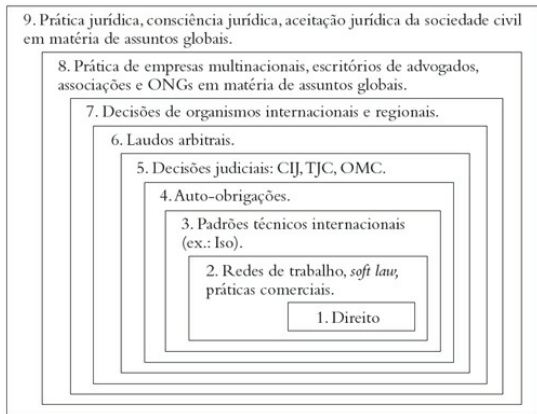 9. Prática jurídica, consciência jurídica, aceitação jurídica da sociedade civil
em matéria de assuntos globais.
8. Prática de empresas multinacionais, escritórios de advogados,
associações e ONGs em matéria de assuntos globais.
7. Decisões de organismos internacionais e regionais.
6. Laudos arbitrais.
5. Decisões judiciais: CIJ, TJC, OMC.
4. Auto-obrigações.
3. Padrões técnicos internacionais
(ex.: Iso).
2. Redes de trabalho, soft law,
práticas comerciais.
1. Direito